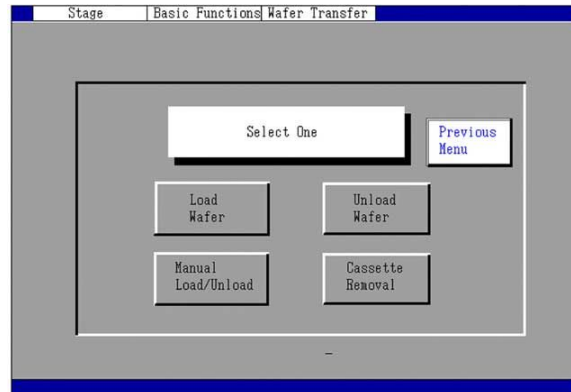 Stage Basic Functions Wafer Transfer
Select One
Previous
Menu
Load
Wafer
Unload
Wafer
Manual
Load/Unload
Cassette
Removal